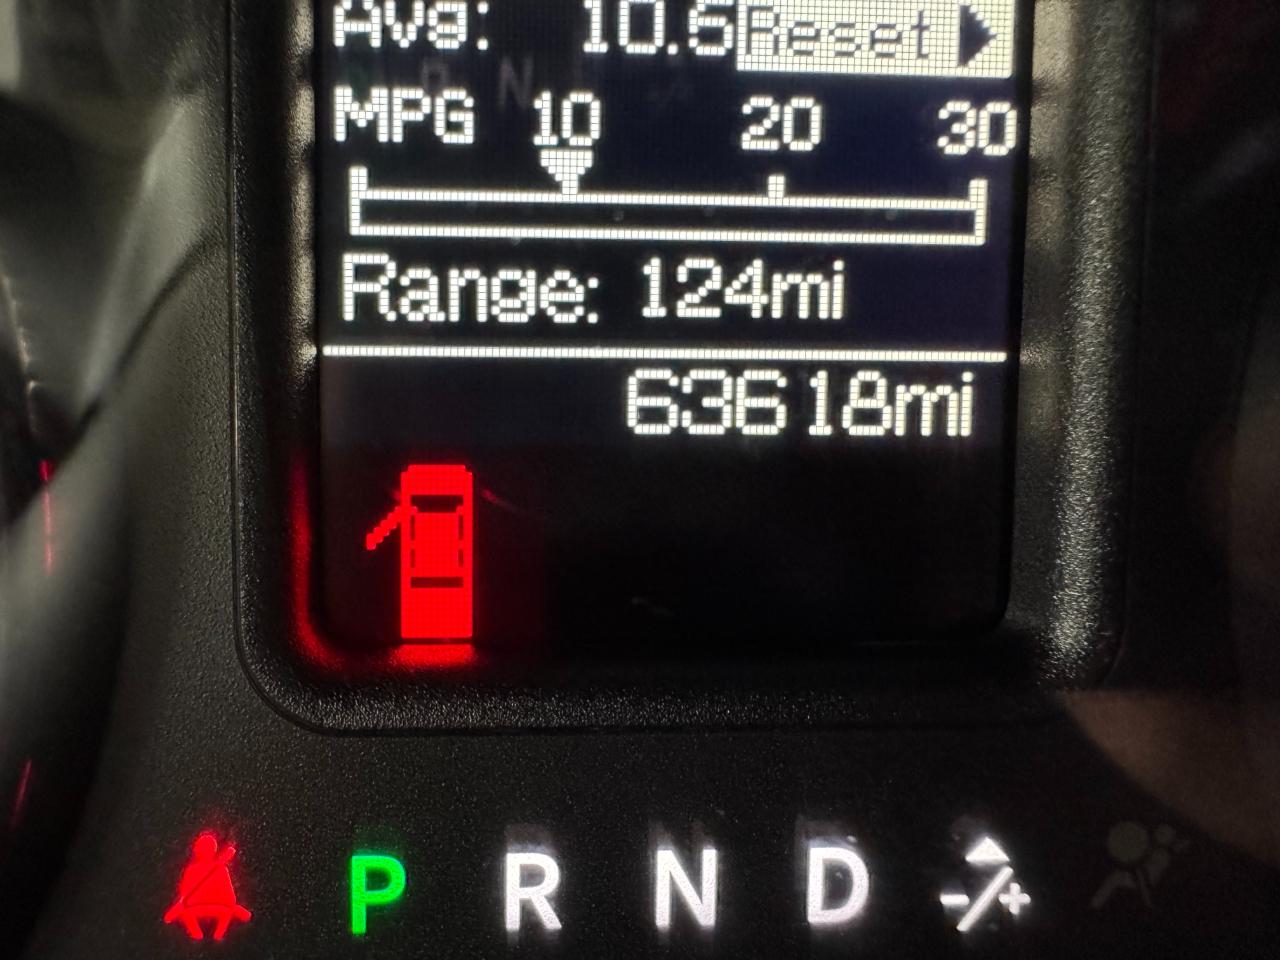 Avg: 10.6 Reset
MPG 10 20 30
Range: 124mi
63618mi
P R N D -/+